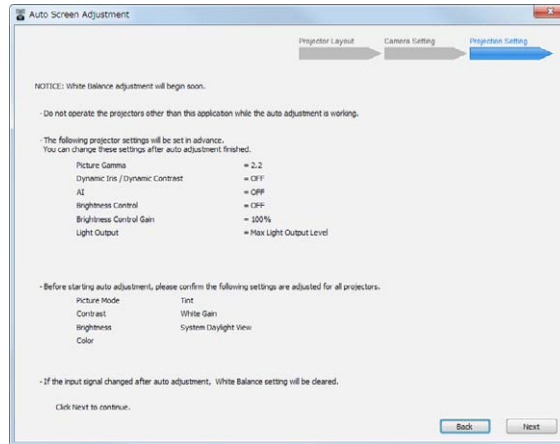 Auto Screen Adjustment
Projector Layout Camera Setting Projection Setting
NOTICE: White Balance adjustment will begin soon.
- Do not operate the projectors other than this application while the auto adjustment is working.
- The following projector settings will be set in advance.
You can change these settings after auto adjustment finished.
Picture Gamma = 2.2
Dynamic Iris / Dynamic Contrast = OFF
AI = OFF
Brightness Control = OFF
Brightness Control Gain = 100%
Light Output = Max Light Output Level
- Before starting auto adjustment, please confirm the following settings are adjusted for all projectors.
Picture Mode Tint
Contrast White Gain
Brightness System Daylight View
Color
- If the input signal changed after auto adjustment, White Balance setting will be cleared.
Click Next to continue.
Back Next